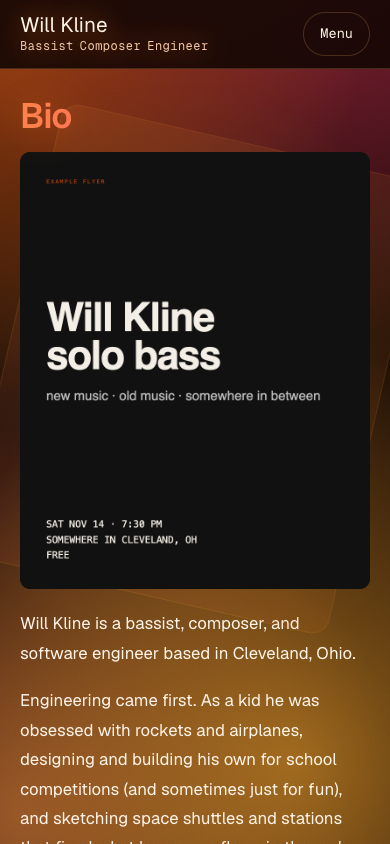 Will Kline
Bassist Composer Engineer
Menu
Bio
EXAMPLE FLYER
Will Kline
solo bass
new music · old music · somewhere in between
SAT NOV 14 · 7:30 PM
SOMEWHERE IN CLEVELAND, OH
FREE
Will Kline is a bassist, composer, and
software engineer based in Cleveland, Ohio.
Engineering came first. As a kid he was
obsessed with rockets and airplanes,
designing and building his own for school
competitions (and sometimes just for fun),
and sketching space shuttles and stations